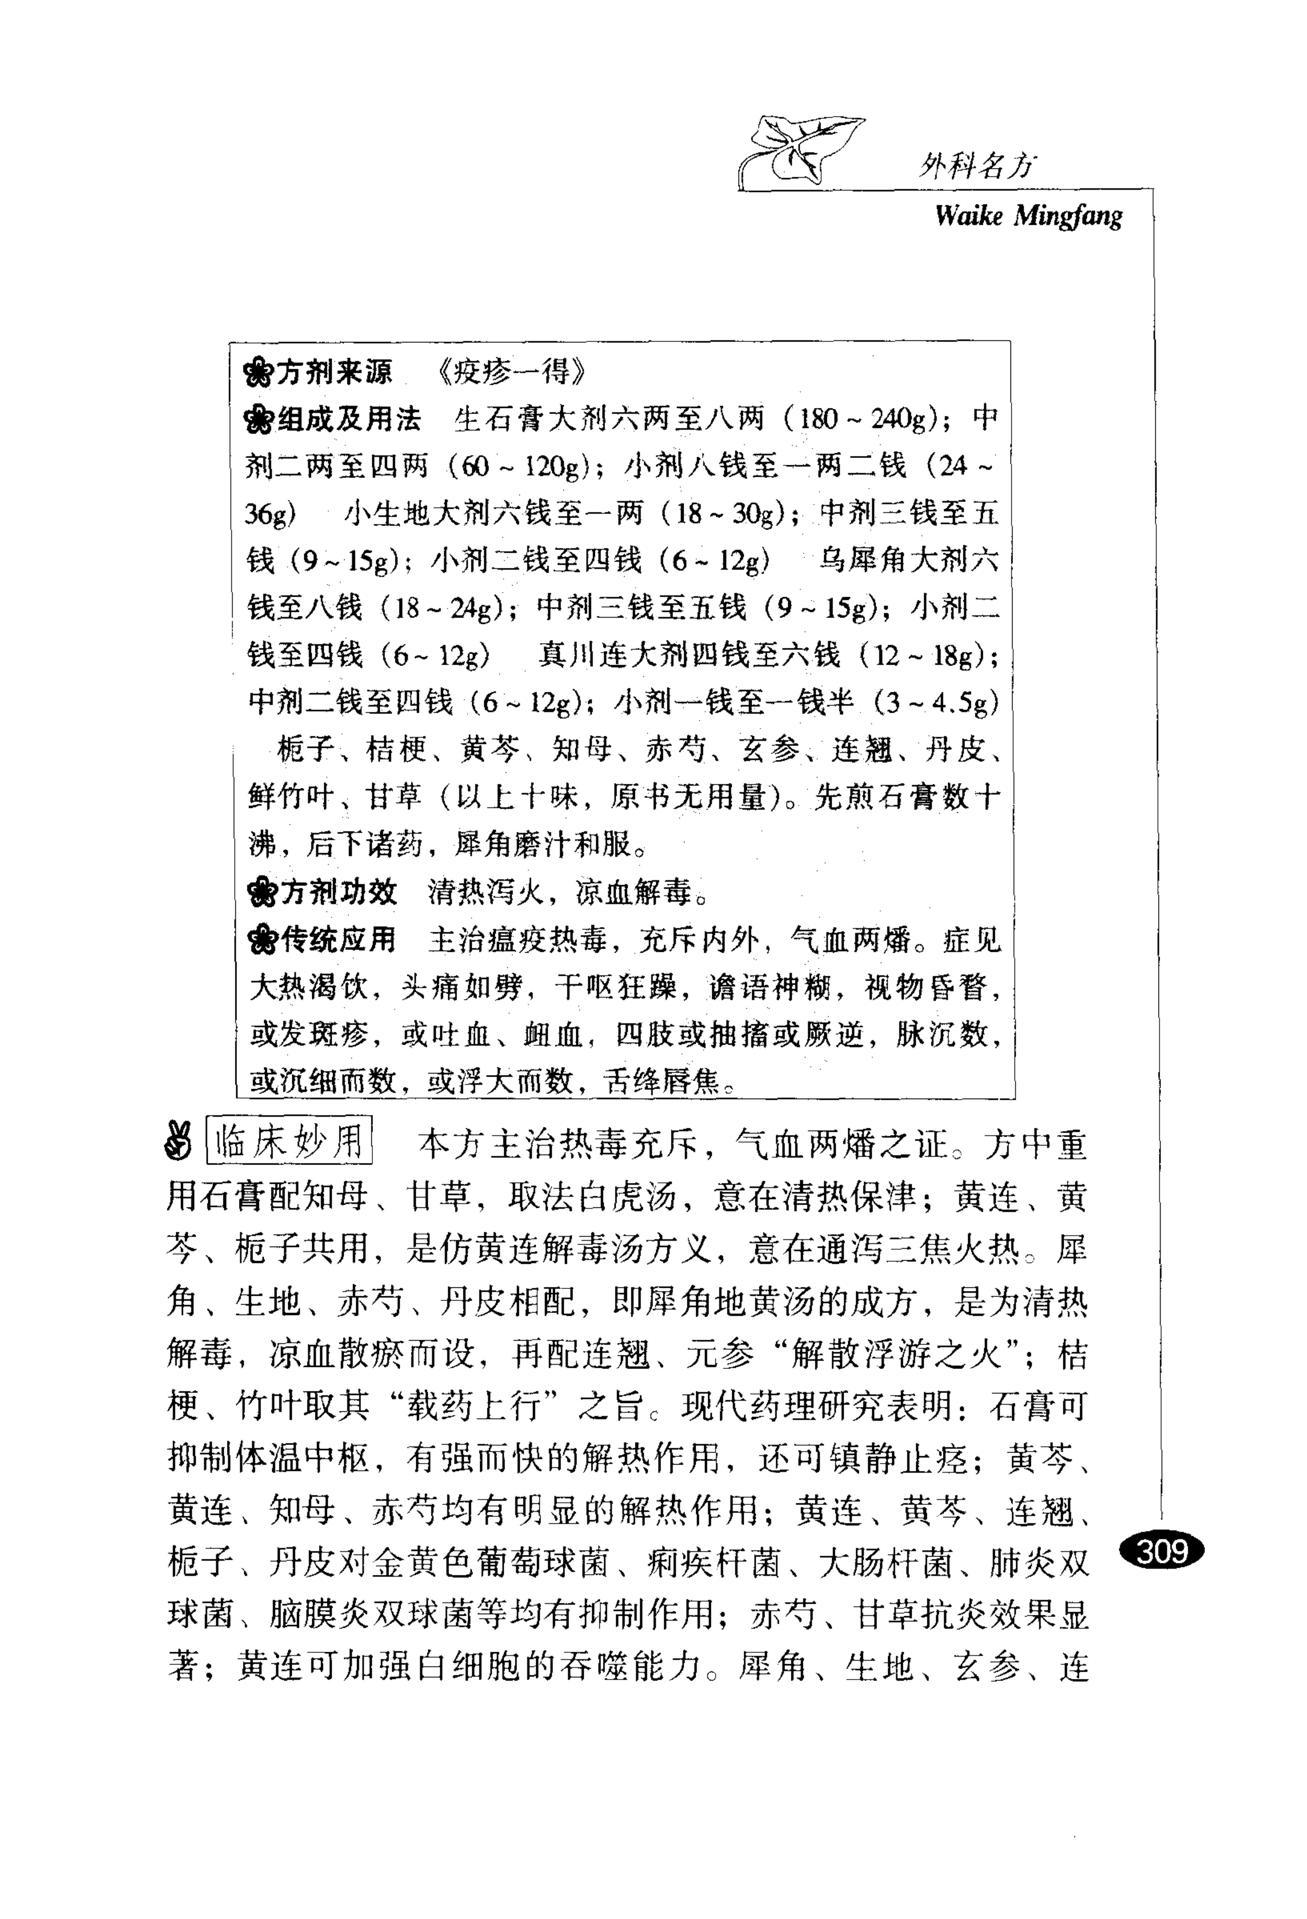 外科名方
Waike Mingfang
方剂来源　《疫疹一得》
组成及用法　生石膏大剂六两至八两（180～240g）；中
剂二两至四两（60～120g）；小剂八钱至一两二钱（24～
36g）　小生地大剂六钱至一两（18～30g）；中剂三钱至五
钱（9～15g）；小剂二钱至四钱（6～12g）　乌犀角大剂六
钱至八钱（18～24g）；中剂三钱至五钱（9～15g）；小剂二
钱至四钱（6～12g）　真川连大剂四钱至六钱（12～18g）；
中剂二钱至四钱（6～12g）；小剂一钱至一钱半（3～4.5g）
栀子、桔梗、黄芩、知母、赤芍、玄参、连翘、丹皮、
鲜竹叶、甘草（以上十味，原书无用量）。先煎石膏数十
沸，后下诸药，犀角磨汁和服。
方剂功效　清热泻火，凉血解毒。
传统应用　主治瘟疫热毒，充斥内外，气血两燔。症见
大热渴饮，头痛如劈，干呕狂躁，谵语神糊，视物昏瞀，
或发斑疹，或吐血、衄血，四肢或抽搐或厥逆，脉沉数，
或沉细而数，或浮大而数，舌绛唇焦。
临床妙用　本方主治热毒充斥，气血两燔之证。方中重
用石膏配知母、甘草，取法白虎汤，意在清热保津；黄连、黄
芩、栀子共用，是仿黄连解毒汤方义，意在通泻三焦火热。犀
角、生地、赤芍、丹皮相配，即犀角地黄汤的成方，是为清热
解毒，凉血散瘀而设，再配连翘、元参“解散浮游之火”；桔
梗、竹叶取其“载药上行”之旨。现代药理研究表明：石膏可
抑制体温中枢，有强而快的解热作用，还可镇静止痉；黄芩、
黄连、知母、赤芍均有明显的解热作用；黄连、黄芩、连翘、
栀子、丹皮对金黄色葡萄球菌、痢疾杆菌、大肠杆菌、肺炎双
球菌、脑膜炎双球菌等均有抑制作用；赤芍、甘草抗炎效果显
著；黄连可加强白细胞的吞噬能力。犀角、生地、玄参、连
309